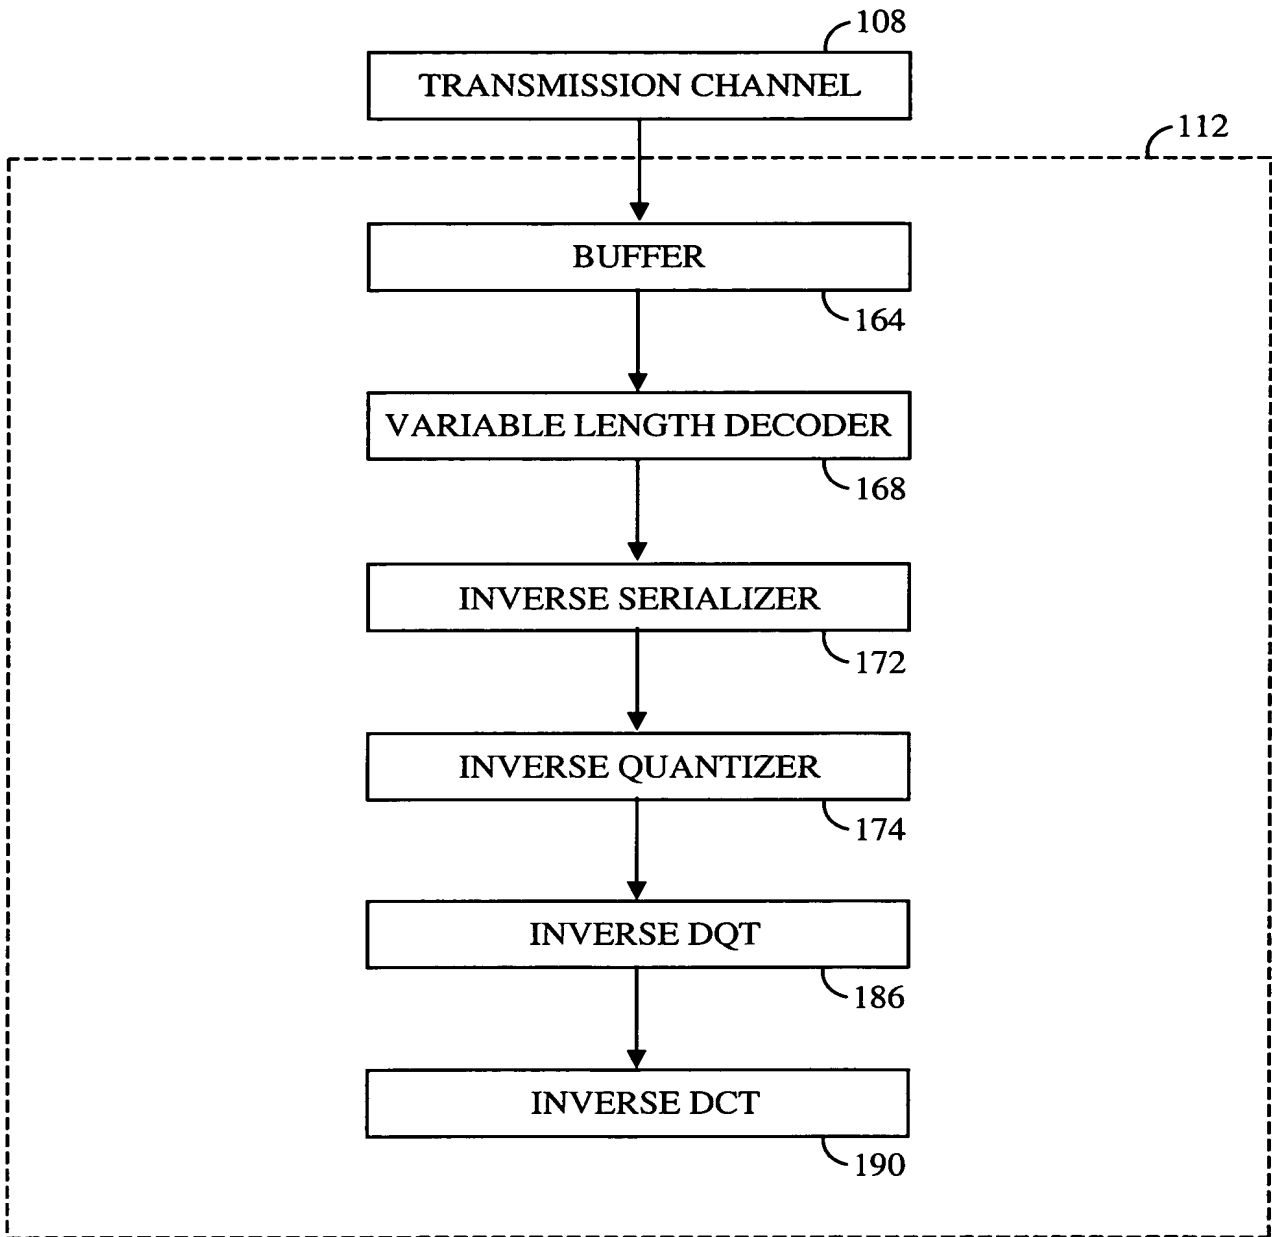 108
TRANSMISSION CHANNEL
112
BUFFER
164
VARIABLE LENGTH DECODER
168
INVERSE SERIALIZER
172
INVERSE QUANTIZER
174
INVERSE DQT
186
INVERSE DCT
190